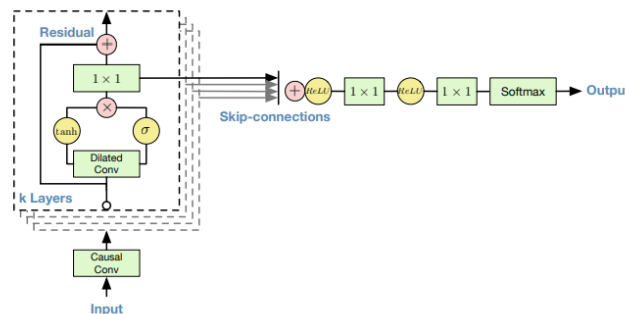 Residual
+
1 × 1
×
tanh
σ
Dilated
Conv
k Layers
Causal
Conv
Input
Skip-connections
+
ReLU
1 × 1
ReLU
1 × 1
Softmax
Outpu